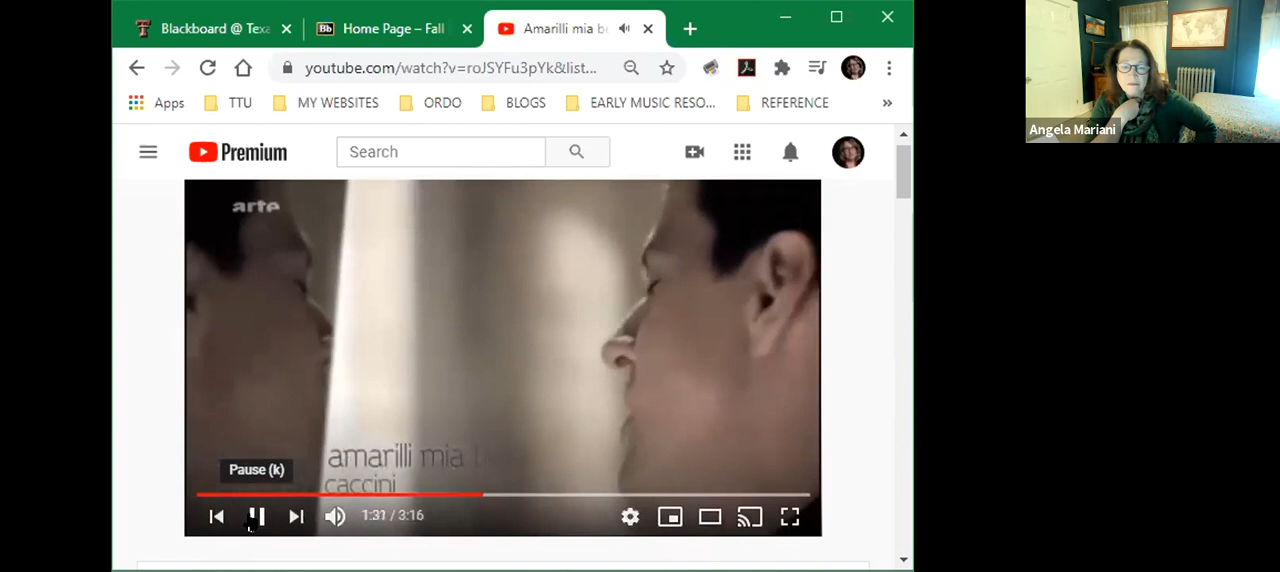 Blackboard @ Texa
Home Page – Fall
Amarilli mia be
youtube.com/watch?v=roJSYFu3pYk&list...
Apps TTU MY WEBSITES ORDO BLOGS EARLY MUSIC RESO... REFERENCE »
Premium
Search
arte
amarilli mia
caccini
Pause (k)
1:31 / 3:16
Angela Mariani